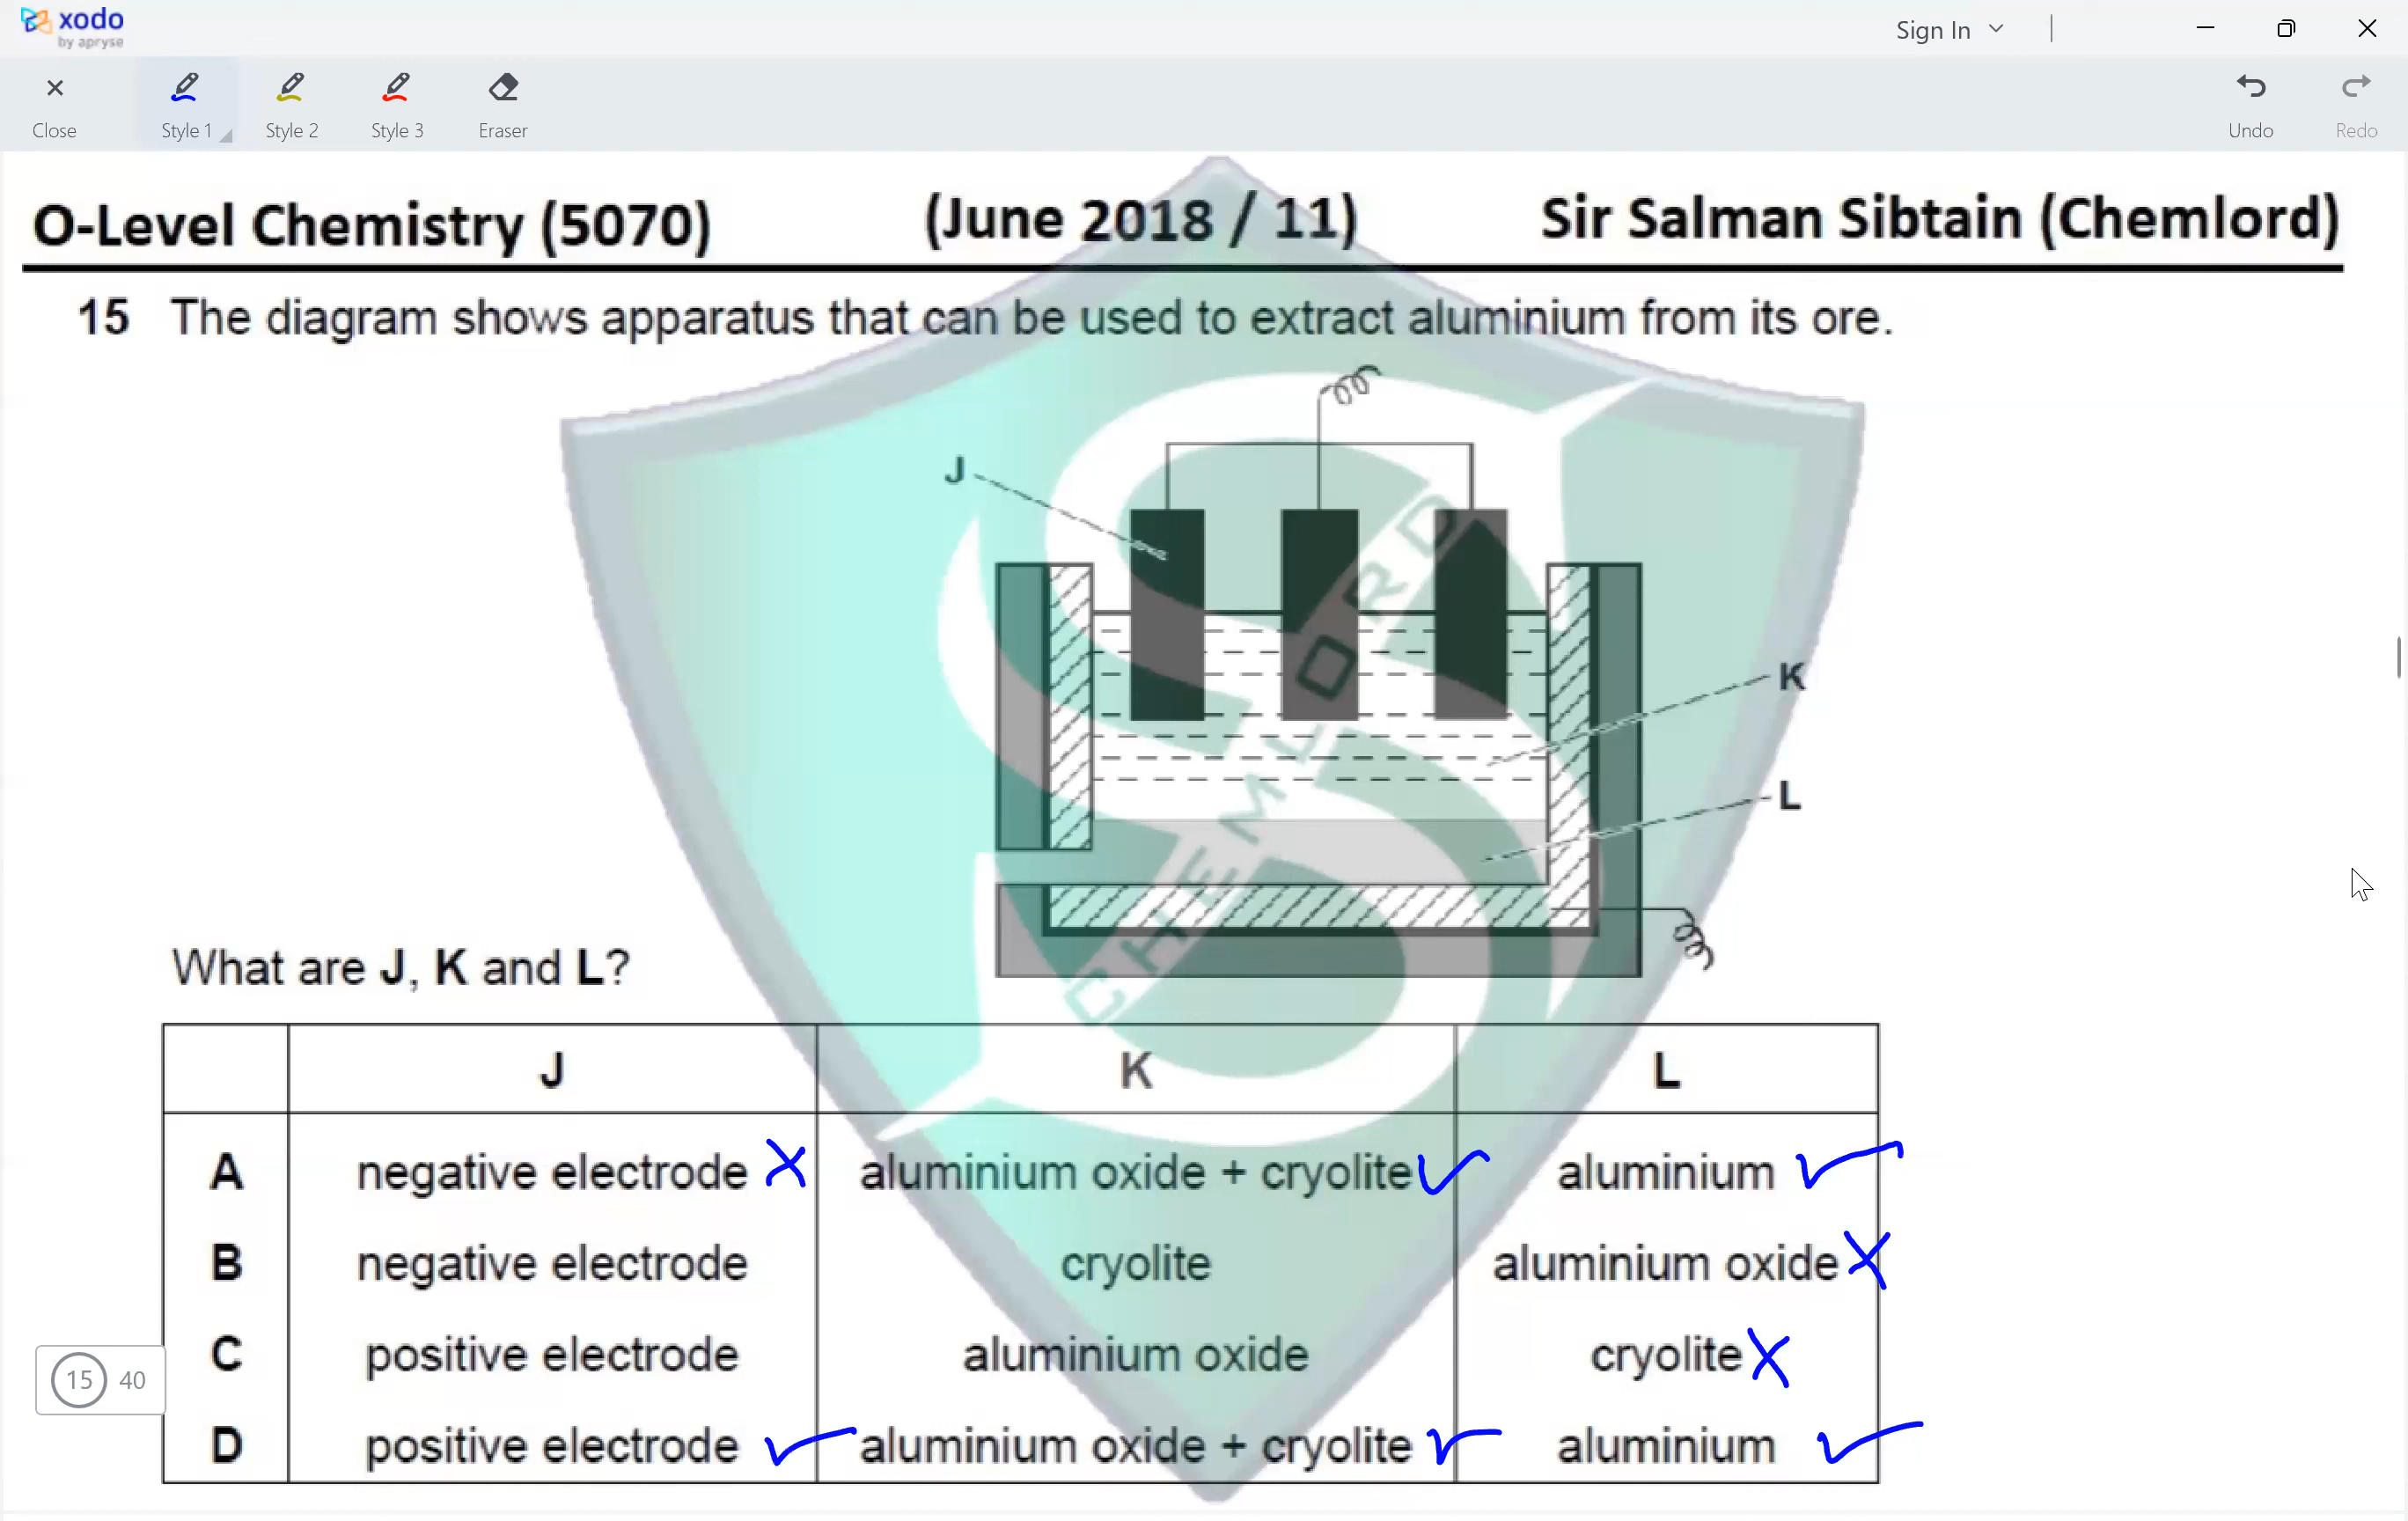 xodo
by apryse
Sign In
Close
Style 1
Style 2
Style 3
Eraser
Undo
Redo
O-Level Chemistry (5070) (June 2018 / 11) Sir Salman Sibtain (Chemlord)
15 The diagram shows apparatus that can be used to extract aluminium from its ore.
J
K
L
CHEMLORD
What are J, K and L?
J K L
A negative electrode aluminium oxide + cryolite aluminium
B negative electrode cryolite aluminium oxide
C positive electrode aluminium oxide cryolite
D positive electrode aluminium oxide + cryolite aluminium
15 40